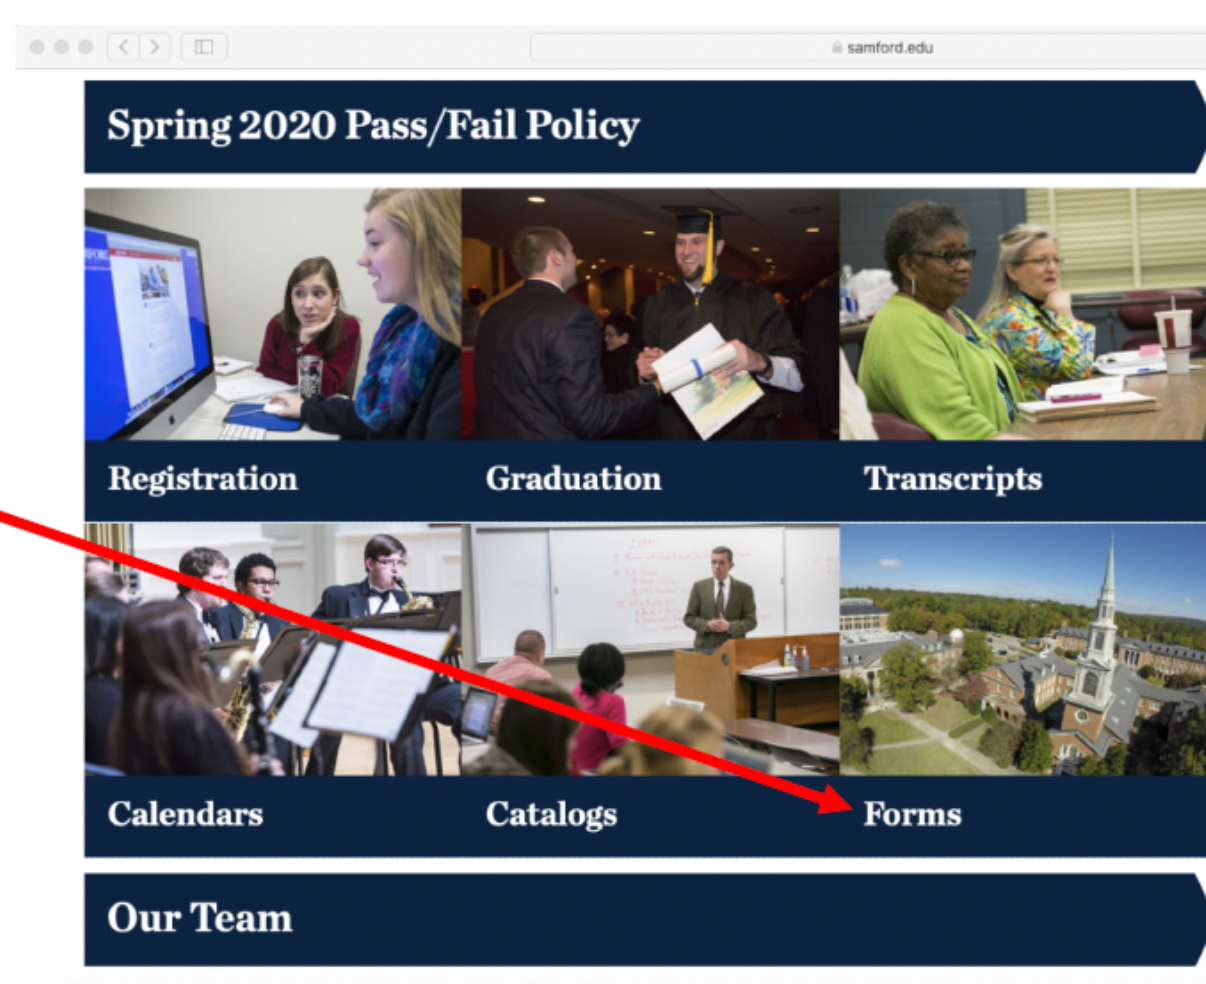 samford.edu
Spring 2020 Pass/Fail Policy
Registration
Graduation
Transcripts
Calendars
Catalogs
Forms
Our Team